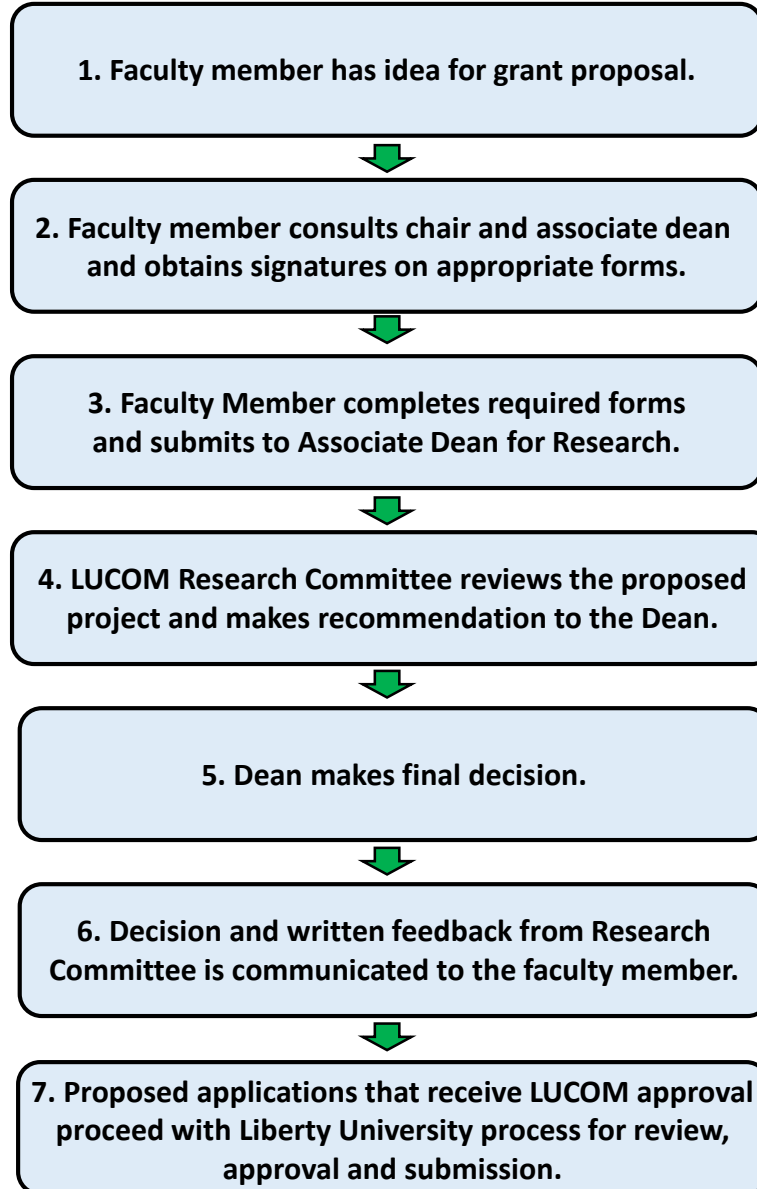 1. Faculty member has idea for grant proposal.
2. Faculty member consults chair and associate dean
and obtains signatures on appropriate forms.
3. Faculty Member completes required forms
and submits to Associate Dean for Research.
4. LUCOM Research Committee reviews the proposed
project and makes recommendation to the Dean.
5. Dean makes final decision.
6. Decision and written feedback from Research
Committee is communicated to the faculty member.
7. Proposed applications that receive LUCOM approval
proceed with Liberty University process for review,
approval and submission.